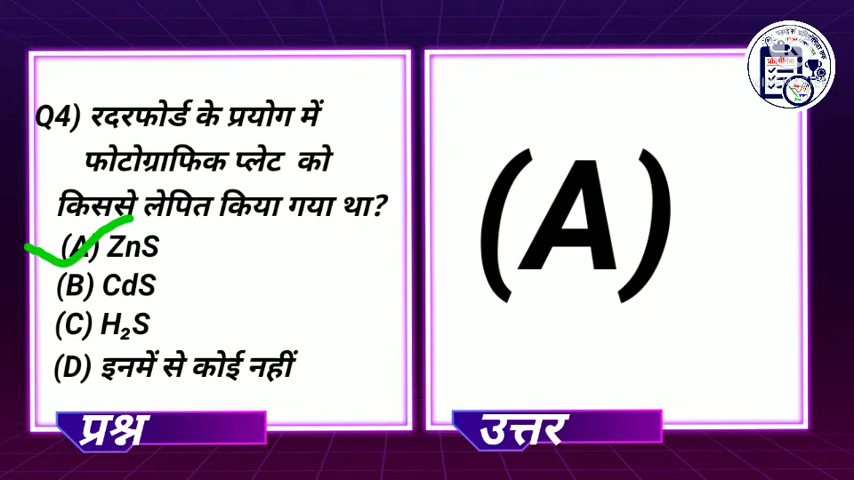 Q4) रदरफोर्ड के प्रयोग में
फोटोग्राफिक प्लेट को
किससे लेपित किया गया था?
(A) ZnS
(B) CdS
(C) H₂S
(D) इनमें से कोई नहीं
प्रश्न
(A)
उत्तर